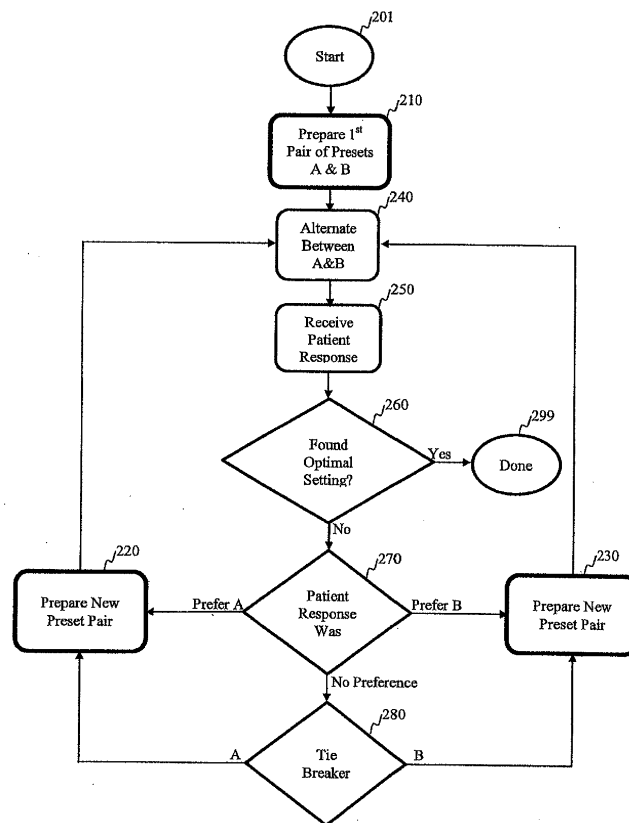 201
Start
210
Prepare 1st
Pair of Presets
A & B
240
Alternate
Between
A&B
250
Receive
Patient
Response
260
Found
Optimal
Setting?
Yes
299
Done
No
220
Prepare New
Preset Pair
Prefer A
270
Patient
Response
Was
Prefer B
230
Prepare New
Preset Pair
No Preference
280
A
Tie
Breaker
B